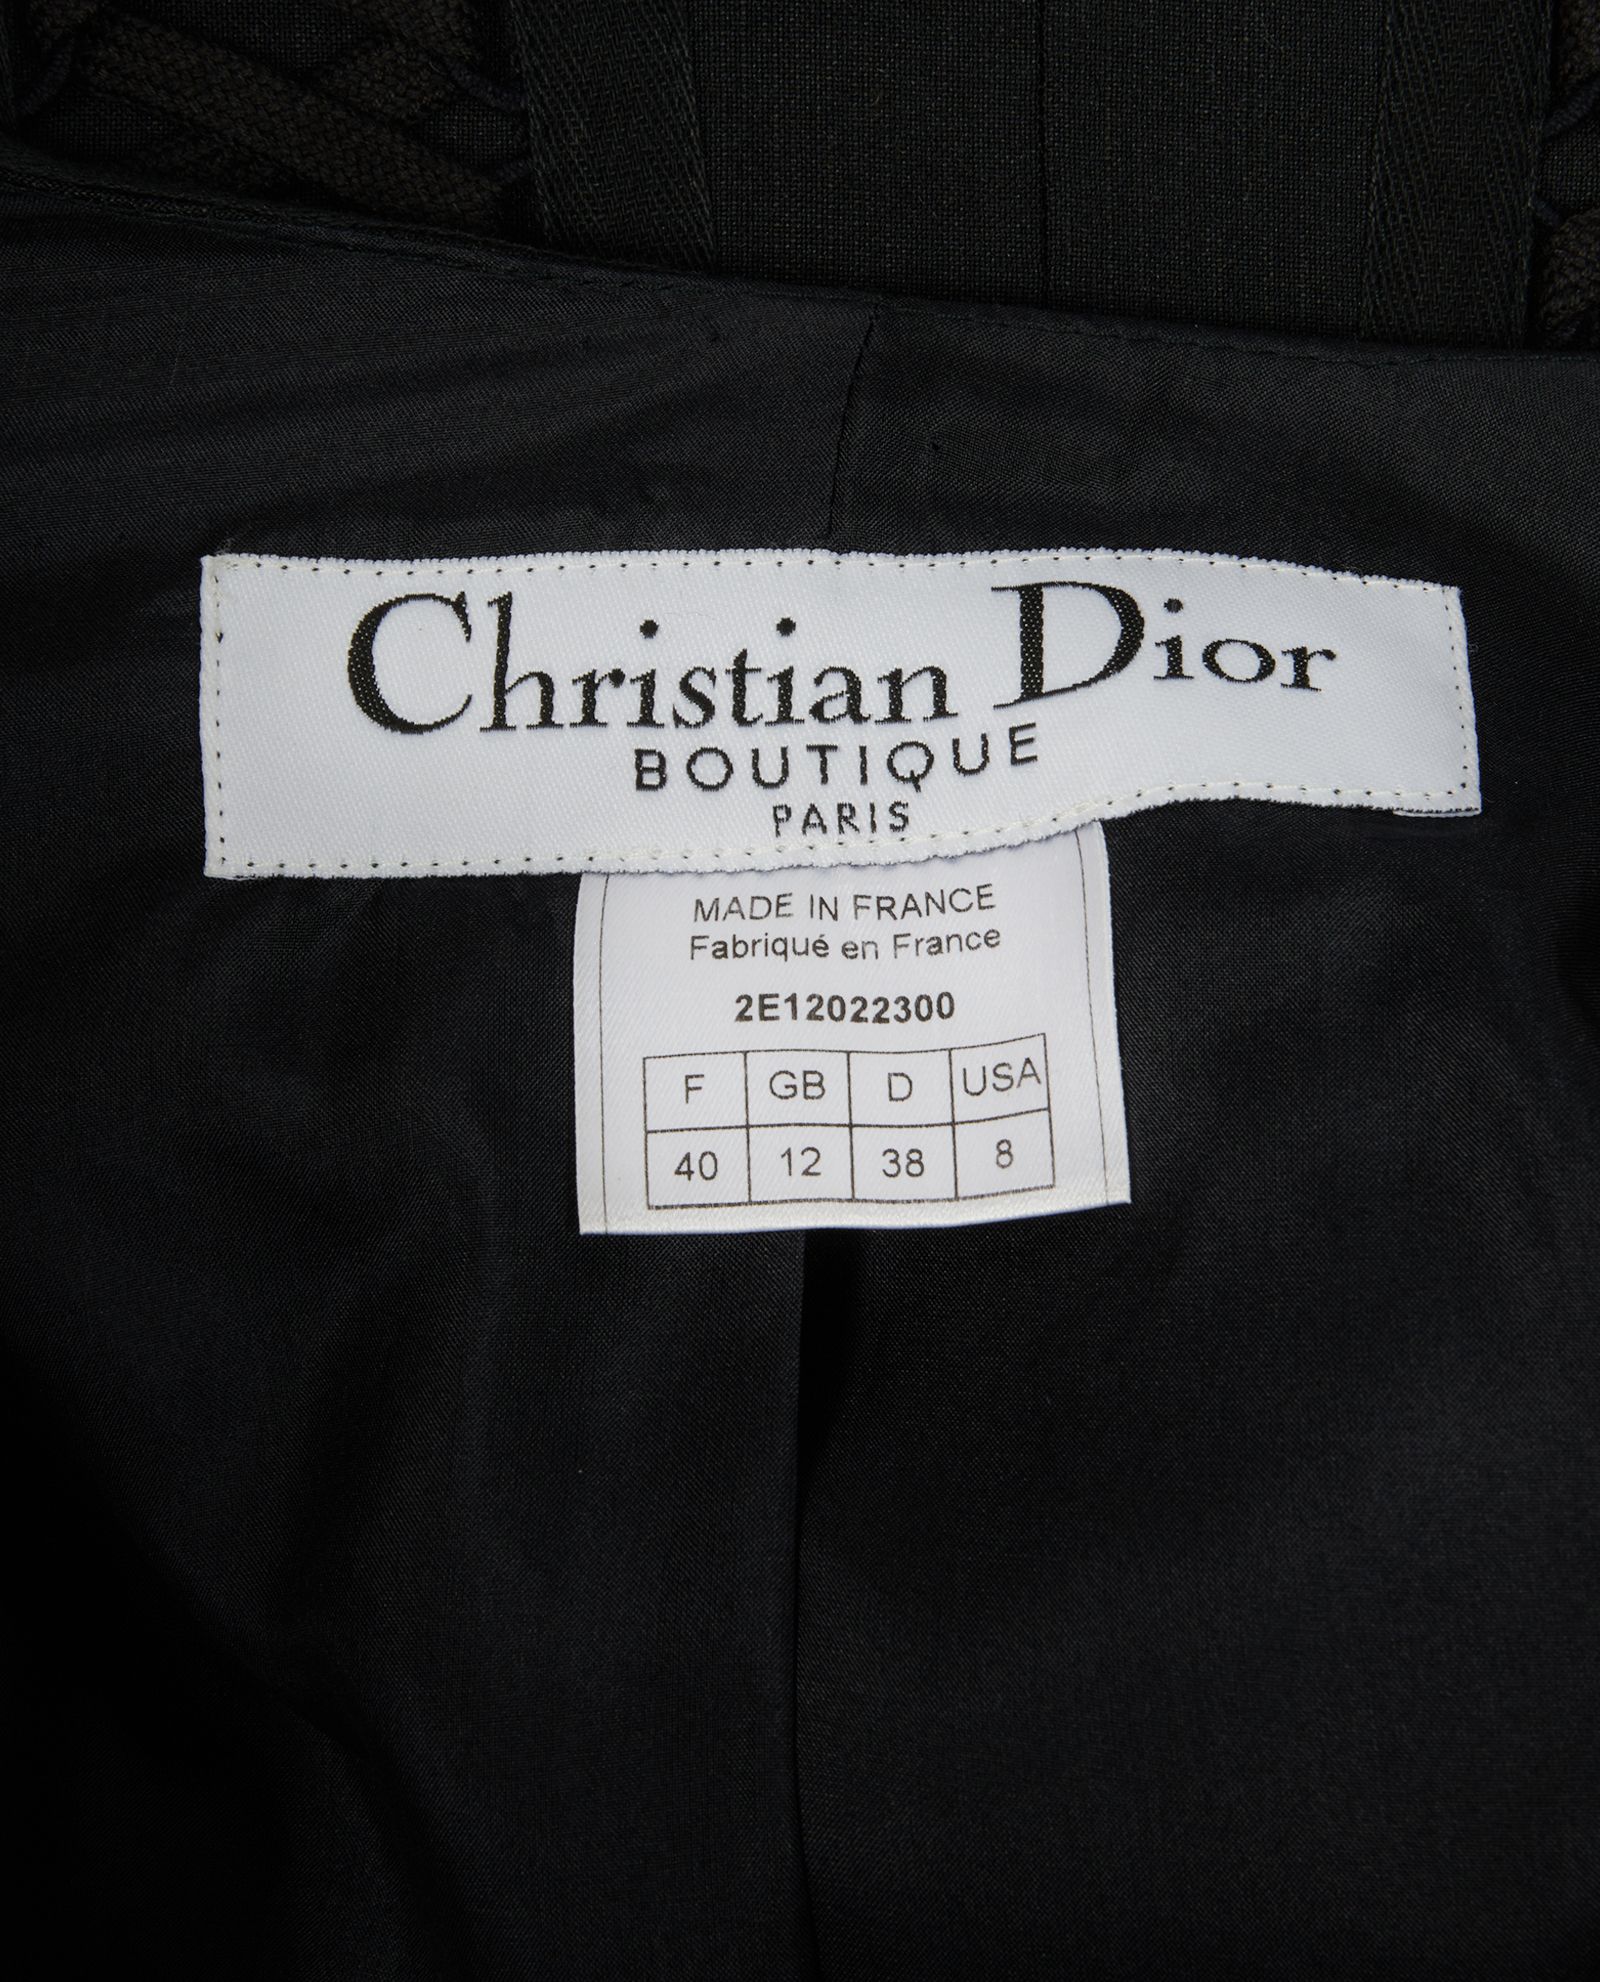 Christian Dior
BOUTIQUE
PARIS
MADE IN FRANCE
Fabriqué en France
2E12022300
F GB D USA
40 12 38 8